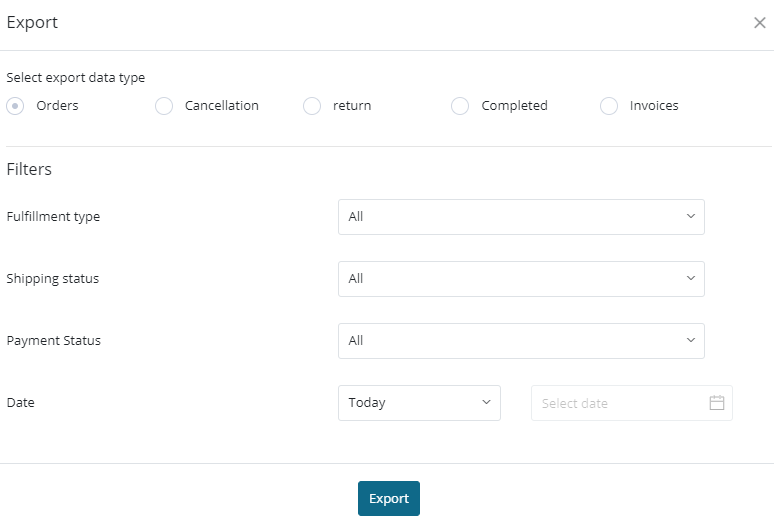 Export
Select export data type
Orders Cancellation return Completed Invoices
Filters
Fulfillment type All
Shipping status All
Payment Status All
Date Today Select date
Export